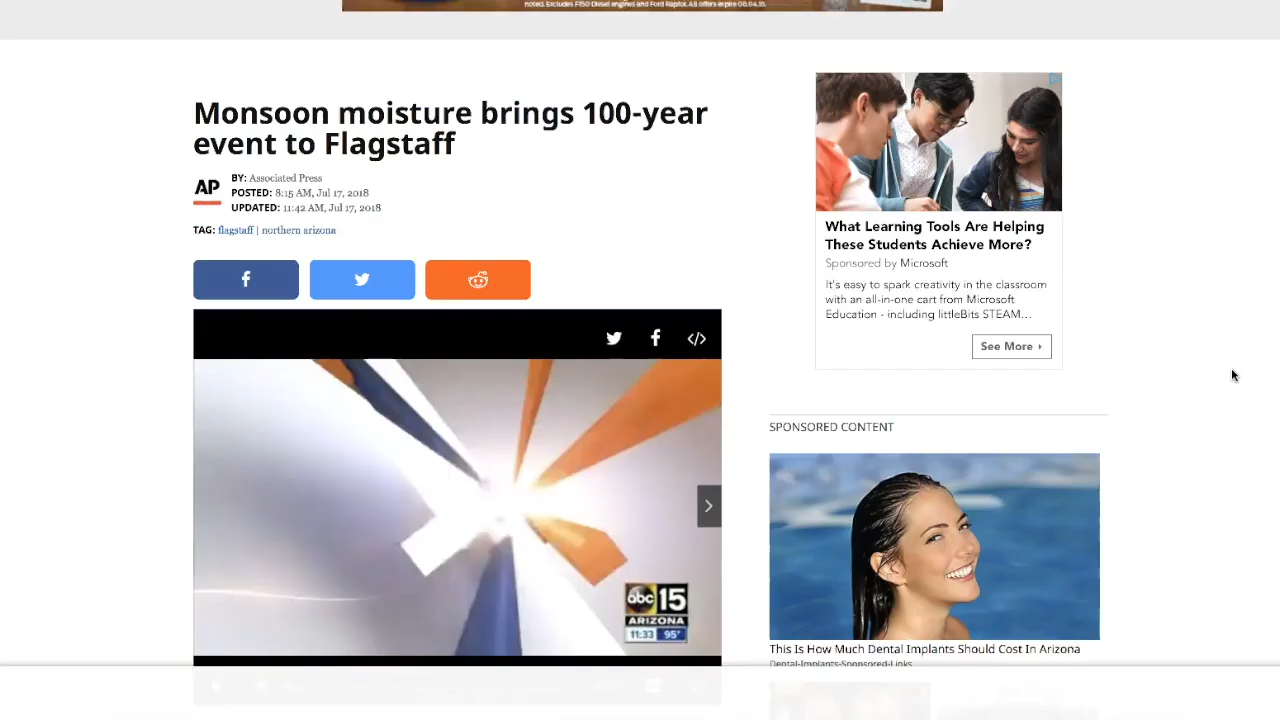 noted. Excludes F150 Diesel engines and Ford Raptor. All offers expire 09.04.18.
Monsoon moisture brings 100-year
event to Flagstaff
AP
BY: Associated Press
POSTED: 8:15 AM, Jul 17, 2018
UPDATED: 11:42 AM, Jul 17, 2018
TAG: flagstaff | northern arizona
abc 15
ARIZONA
11:33 95°
What Learning Tools Are Helping
These Students Achieve More?
Sponsored by Microsoft
It's easy to spark creativity in the classroom
with an all-in-one cart from Microsoft
Education - including littleBits STEAM...
See More
SPONSORED CONTENT
This Is How Much Dental Implants Should Cost In Arizona
Dental-Implants-Sponsored-Links